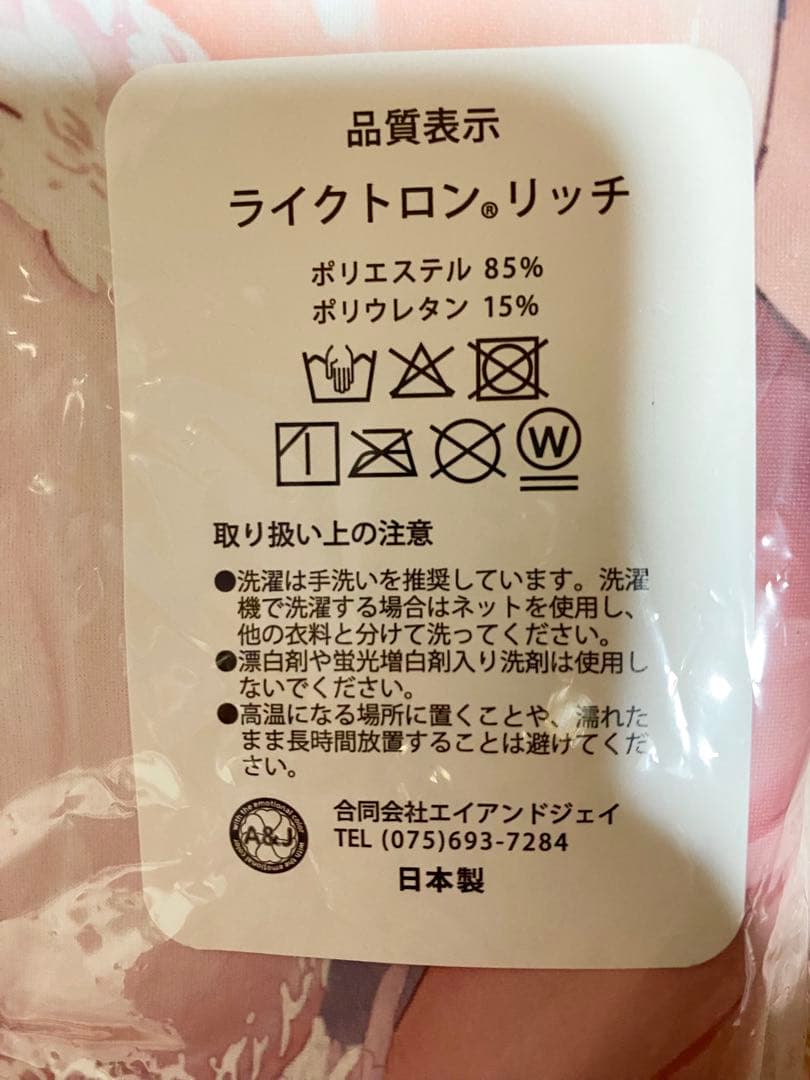 品質表示
ライクトロン®リッチ
ポリエステル 85%
ポリウレタン 15%
W
取り扱い上の注意
●洗濯は手洗いを推奨しています。洗濯
機で洗濯する場合はネットを使用し、
他の衣料と分けて洗ってください。
●漂白剤や蛍光増白剤入り洗剤は使用し
ないでください。
●高温になる場所に置くことや、濡れた
まま長時間放置することは避けてくだ
さい。
with the emotional color
A&J
with the emotional color
合同会社エイアンドジェイ
TEL (075)693-7284
日本製